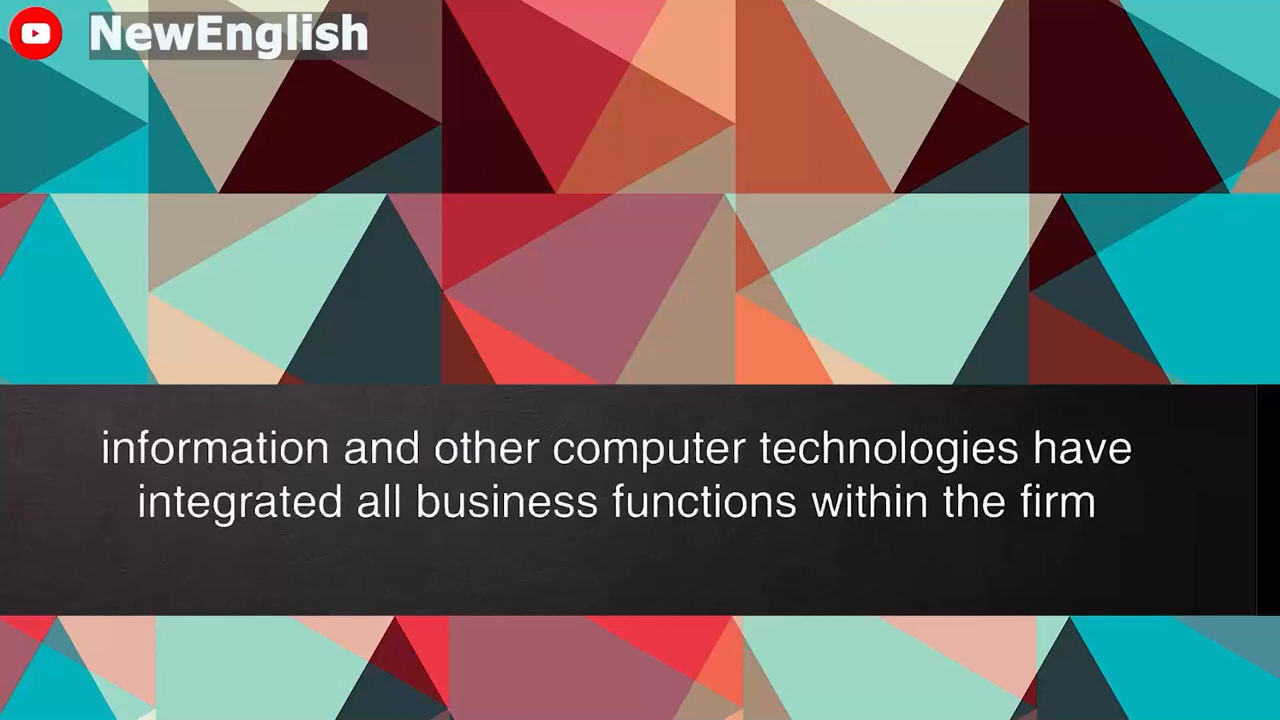 NewEnglish
information and other computer technologies have
integrated all business functions within the firm